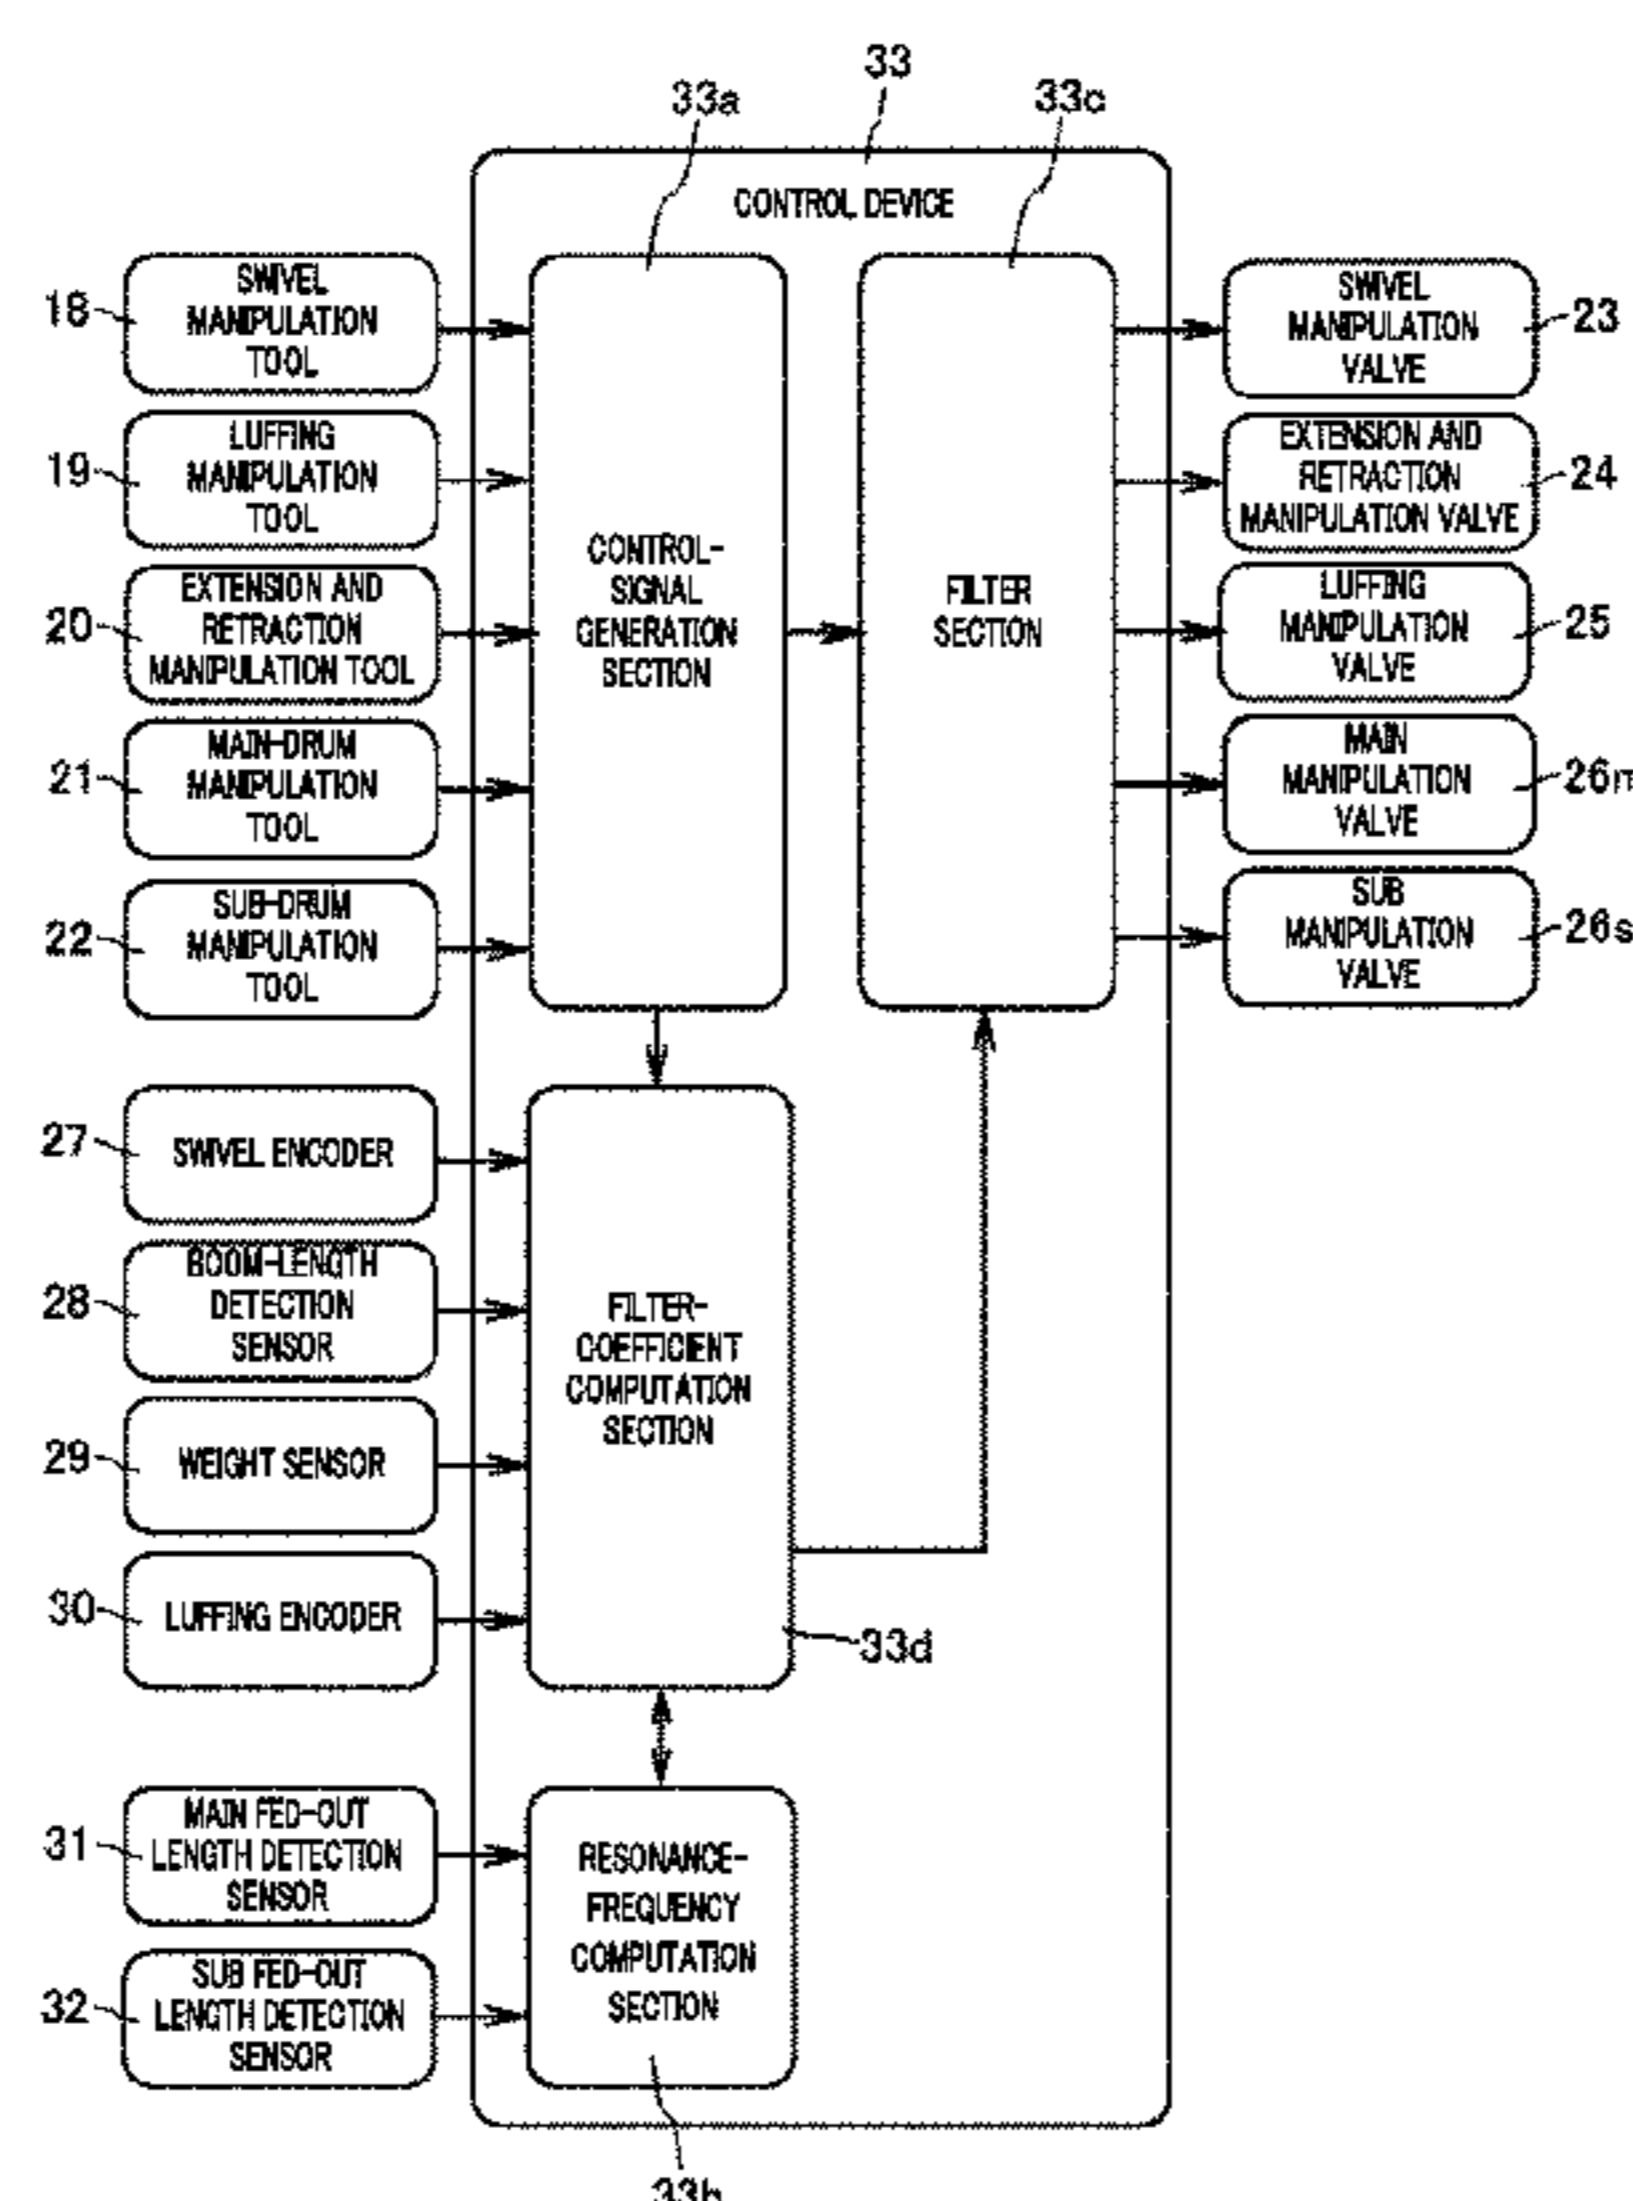 33
33a
33c
CONTROL DEVICE
18
SWIVEL
MANIPULATION
TOOL
19
LUFFING
MANIPULATION
TOOL
20
EXTENSION AND
RETRACTION
MANIPULATION TOOL
21
MAIN-DRUM
MANIPULATION
TOOL
22
SUB-DRUM
MANIPULATION
TOOL
CONTROL-
SIGNAL
GENERATION
SECTION
FILTER
SECTION
SWIVEL
MANIPULATION
VALVE
23
EXTENSION AND
RETRACTION
MANIPULATION VALVE
24
LUFFING
MANIPULATION
VALVE
25
MAIN
MANIPULATION
VALVE
26m
SUB
MANIPULATION
VALVE
26s
27
SWIVEL ENCODER
28
BOOM-LENGTH
DETECTION
SENSOR
29
WEIGHT SENSOR
30
LUFFING ENCODER
FILTER-
COEFFICIENT
COMPUTATION
SECTION
33d
31
MAIN FED-OUT
LENGTH DETECTION
SENSOR
32
SUB FED-OUT
LENGTH DETECTION
SENSOR
RESONANCE-
FREQUENCY
COMPUTATION
SECTION
33b